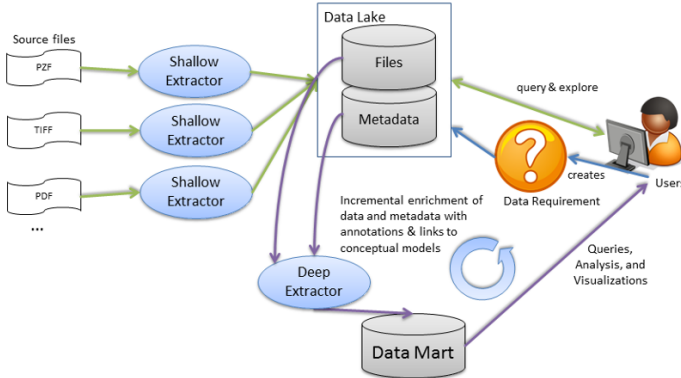 Data Lake
Source files
PZF
Shallow
Extractor
Files
TIFF
Shallow
Extractor
Metadata
query & explore
PDF
Shallow
Extractor
...
creates
Data Requirement
Users
Incremental enrichment of
data and metadata with
annotations & links to
conceptual models
Deep
Extractor
Queries,
Analysis, and
Visualizations
Data Mart